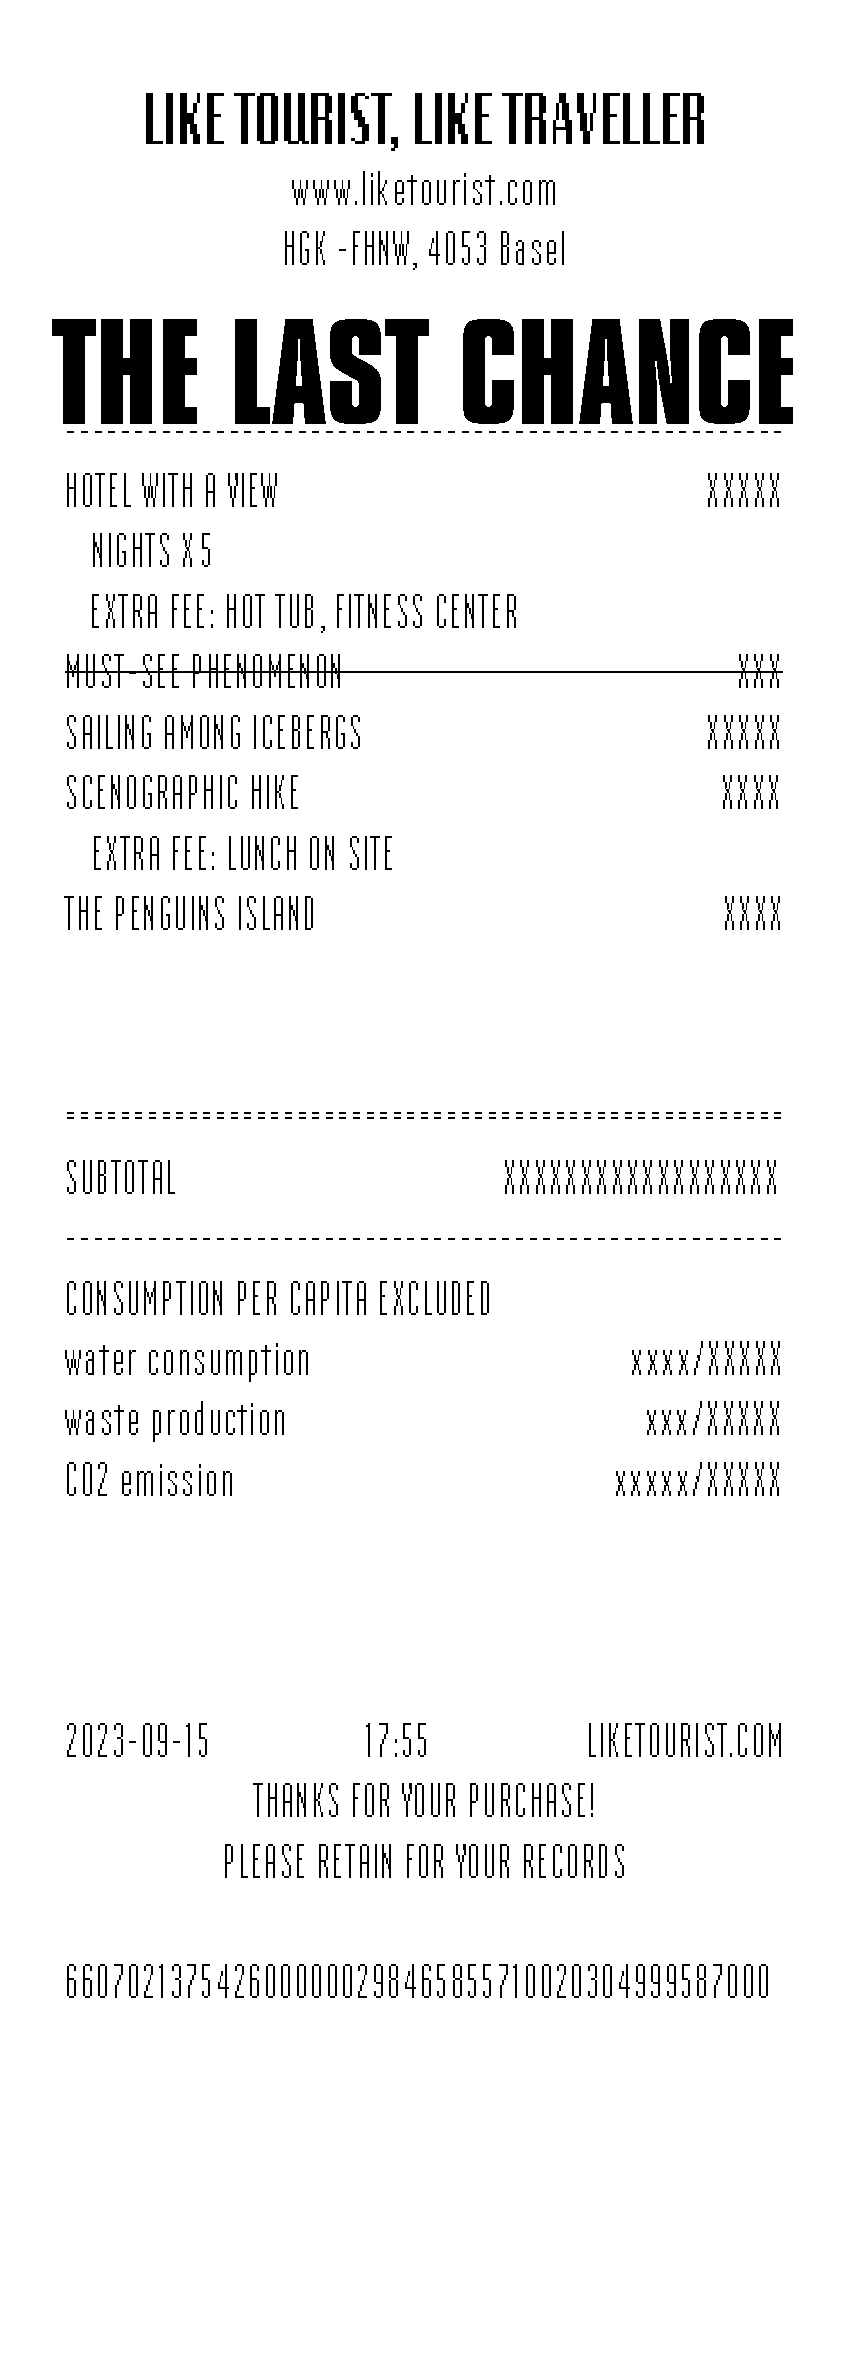 LIKE TOURIST, LIKE TRAVELLER
www.liketourist.com
HGK -FHNW, 4053 Basel
THE LAST CHANCE
HOTEL WITH A VIEW XXXXX
NIGHTS X 5
EXTRA FEE: HOT TUB, FITNESS CENTER
MUST-SEE PHENOMENON XXX
SAILING AMONG ICEBERGS XXXXX
SCENOGRAPHIC HIKE XXXX
EXTRA FEE: LUNCH ON SITE
THE PENGUINS ISLAND XXXX
SUBTOTAL XXXXXXXXXXXXXXXXXX
CONSUMPTION PER CAPITA EXCLUDED
water consumption xxxx/XXXXX
waste production xxx/XXXXX
CO2 emission xxxxx/XXXXX
2023-09-15 17:55 LIKETOURIST.COM
THANKS FOR YOUR PURCHASE!
PLEASE RETAIN FOR YOUR RECORDS
6607021375426000000298465855710020304999587000